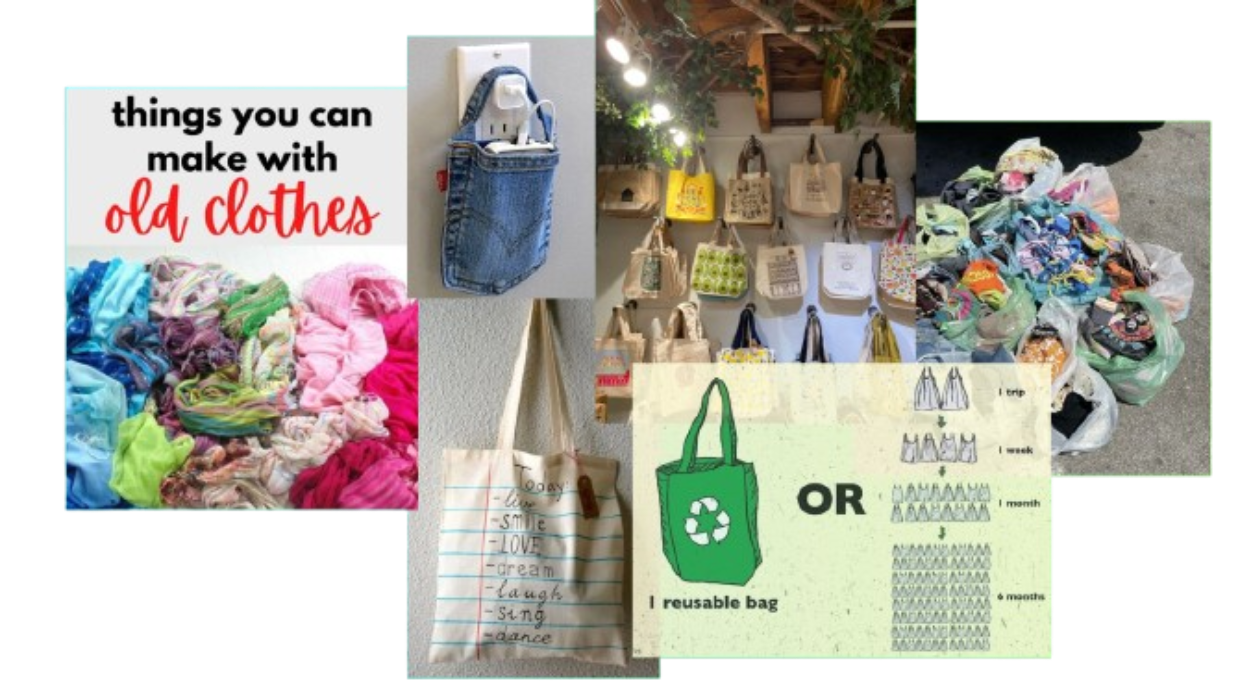 things you can
make with
old clothes
Today
-live
-SMILE
-LOVE
-dream
-laugh
-sing
-dance
1 reusable bag
OR
1 trip
1 week
1 month
6 months